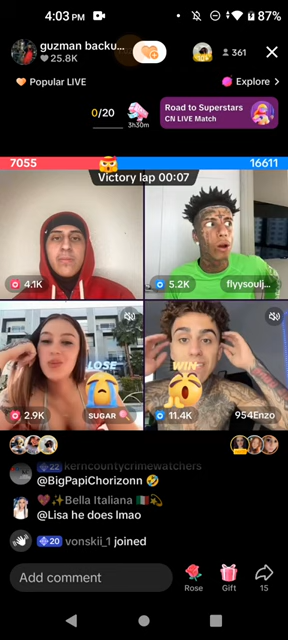 4:03 PM
87%
guzman backu...
25.8K
361
Popular LIVE
Explore >
0/20
3h30m
Road to Superstars
CN LIVE Match
7055
16611
Victory lap 00:07
4.1K
5.2K
flyysoulj...
LOSE
WIN
2.9K
SUGAR
11.4K
954Enzo
22 kerncountycrimewatchers
@BigPapiChorizonn 🤣
❤️✨Bella Italiana 🇮🇹💫
@Lisa he does lmao
20 vonskii_1 joined
Add comment
Rose
Gift
15